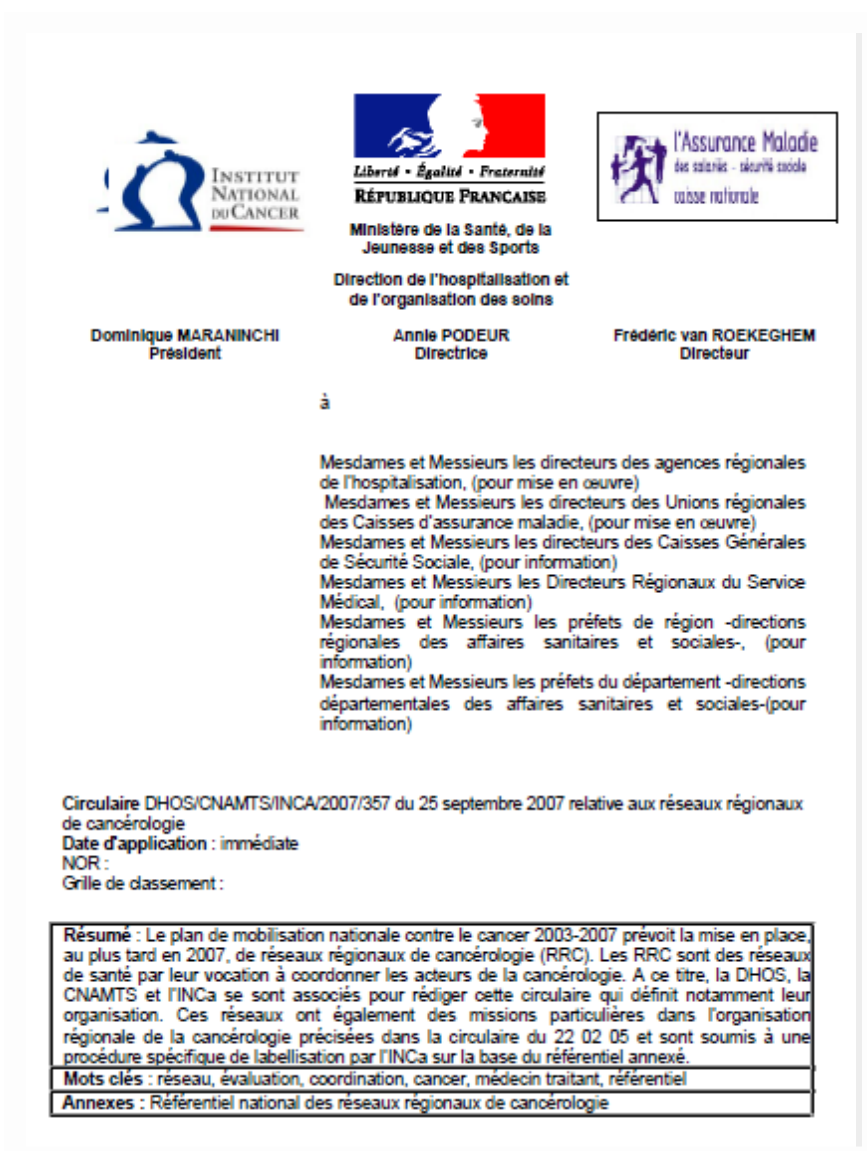 INSTITUT
NATIONAL
DU CANCER
Liberté • Égalité • Fraternité
RÉPUBLIQUE FRANÇAISE
Ministère de la Santé, de la
Jeunesse et des Sports
Direction de l'hospitalisation et
de l'organisation des soins
l'Assurance Maladie
des salariés - sécurité sociale
caisse nationale
Dominique MARANINCHI
Président
Annie PODEUR
Directrice
Frédéric van ROEKEGHEM
Directeur
à
Mesdames et Messieurs les directeurs des agences régionales
de l'hospitalisation, (pour mise en œuvre)
Mesdames et Messieurs les directeurs des Unions régionales
des Caisses d'assurance maladie, (pour mise en œuvre)
Mesdames et Messieurs les directeurs des Caisses Générales
de Sécurité Sociale, (pour information)
Mesdames et Messieurs les Directeurs Régionaux du Service
Médical, (pour information)
Mesdames et Messieurs les préfets de région -directions
régionales des affaires sanitaires et sociales-, (pour
information)
Mesdames et Messieurs les préfets du département -directions
départementales des affaires sanitaires et sociales-(pour
information)
Circulaire DHOS/CNAMTS/INCA/2007/357 du 25 septembre 2007 relative aux réseaux régionaux
de cancérologie
Date d'application : immédiate
NOR :
Grille de classement :
Résumé : Le plan de mobilisation nationale contre le cancer 2003-2007 prévoit la mise en place,
au plus tard en 2007, de réseaux régionaux de cancérologie (RRC). Les RRC sont des réseaux
de santé par leur vocation à coordonner les acteurs de la cancérologie. A ce titre, la DHOS, la
CNAMTS et l'INCa se sont associés pour rédiger cette circulaire qui définit notamment leur
organisation. Ces réseaux ont également des missions particulières dans l'organisation
régionale de la cancérologie précisées dans la circulaire du 22 02 05 et sont soumis à une
procédure spécifique de labellisation par l'INCa sur la base du référentiel annexé.
Mots clés : réseau, évaluation, coordination, cancer, médecin traitant, référentiel
Annexes : Référentiel national des réseaux régionaux de cancérologie